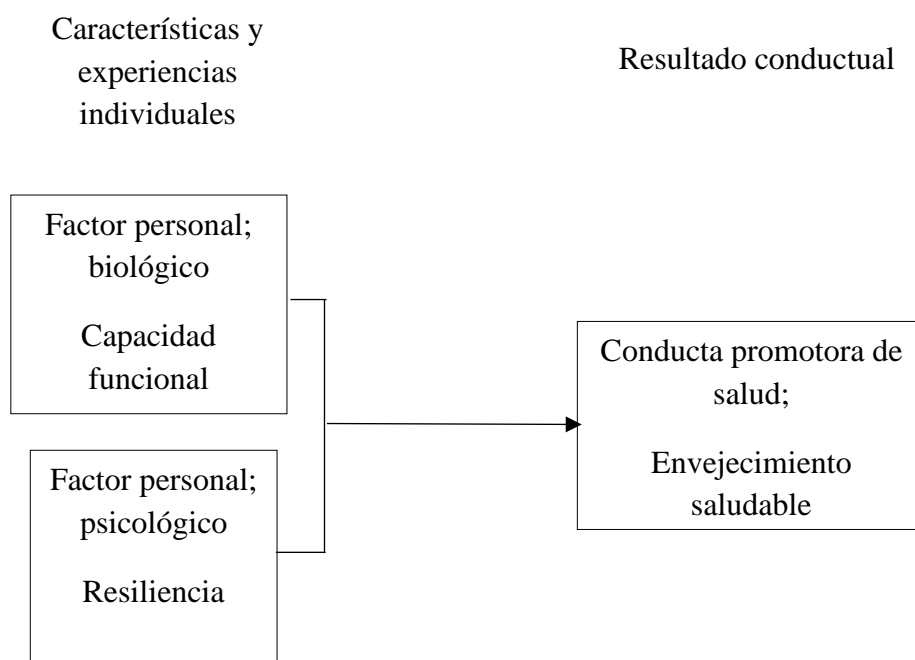 Características y
experiencias
individuales
Resultado conductual
Factor personal;
biológico
Capacidad
funcional
Factor personal;
psicológico
Resiliencia
Conducta promotora de
salud;
Envejecimiento
saludable